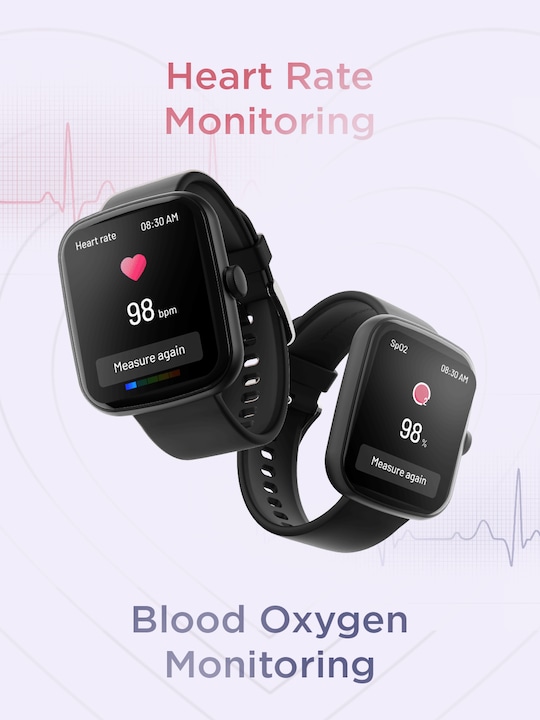 Heart Rate
Monitoring
Heart rate 08:30 AM
98 bpm
Measure again
SpO2
08:30 AM
O2
98 %
Measure again
Blood Oxygen
Monitoring